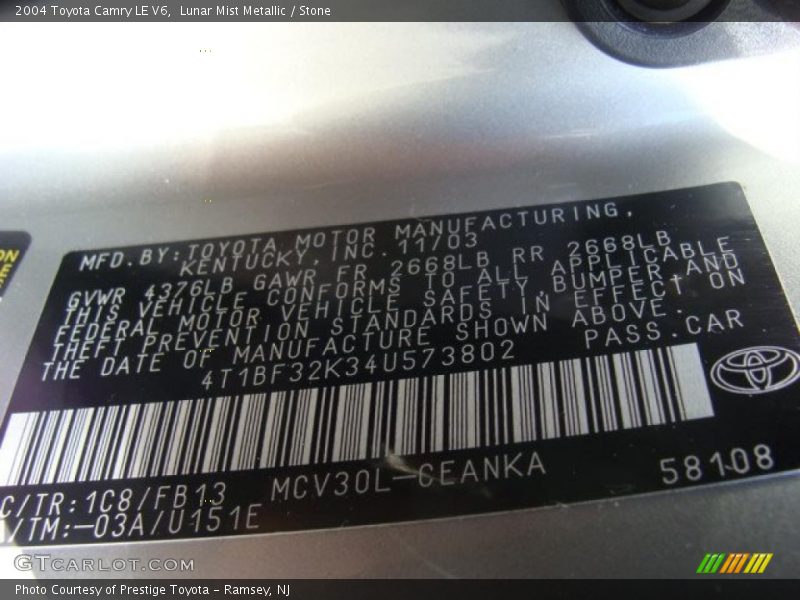 2004 Toyota Camry LE V6,  Lunar Mist Metallic / Stone
ON
MFD.BY:TOYOTA MOTOR MANUFACTURING,
KENTUCKY, INC. 11/03
GVWR 4376LB GAWR FR 2668LB RR 2668LB
THIS VEHICLE CONFORMS TO ALL APPLICABLE
FEDERAL MOTOR VEHICLE SAFETY, BUMPER, AND
THEFT PREVENTION STANDARDS IN EFFECT ON
THE DATE OF MANUFACTURE SHOWN ABOVE.
4T1BF32K34U573802 PASS.CAR
C/TR:1C8/FB13 MCV30L-CEANKA 58108
/TM:-03A/U151E
GTCARLOT.COM
Photo Courtesy of Prestige Toyota - Ramsey, NJ